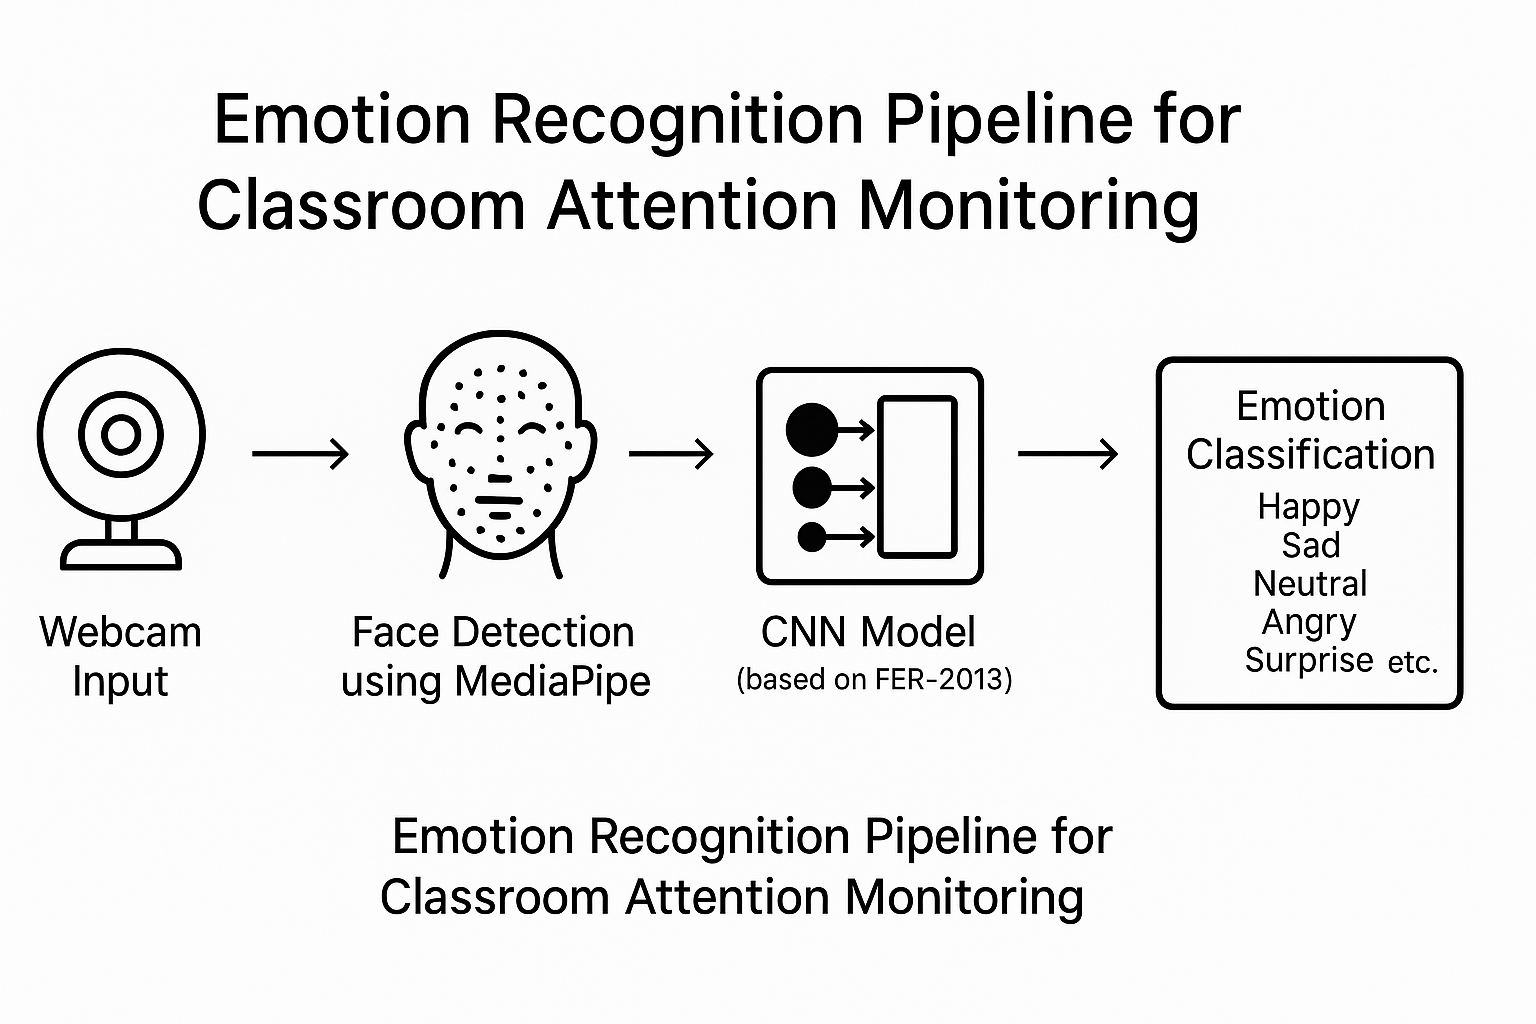 Emotion Recognition Pipeline for
Classroom Attention Monitoring
Webcam
Input
Face Detection
using MediaPipe
CNN Model
(based on FER-2013)
Emotion
Classification
Happy
Sad
Neutral
Angry
Surprise etc.
Emotion Recognition Pipeline for
Classroom Attention Monitoring